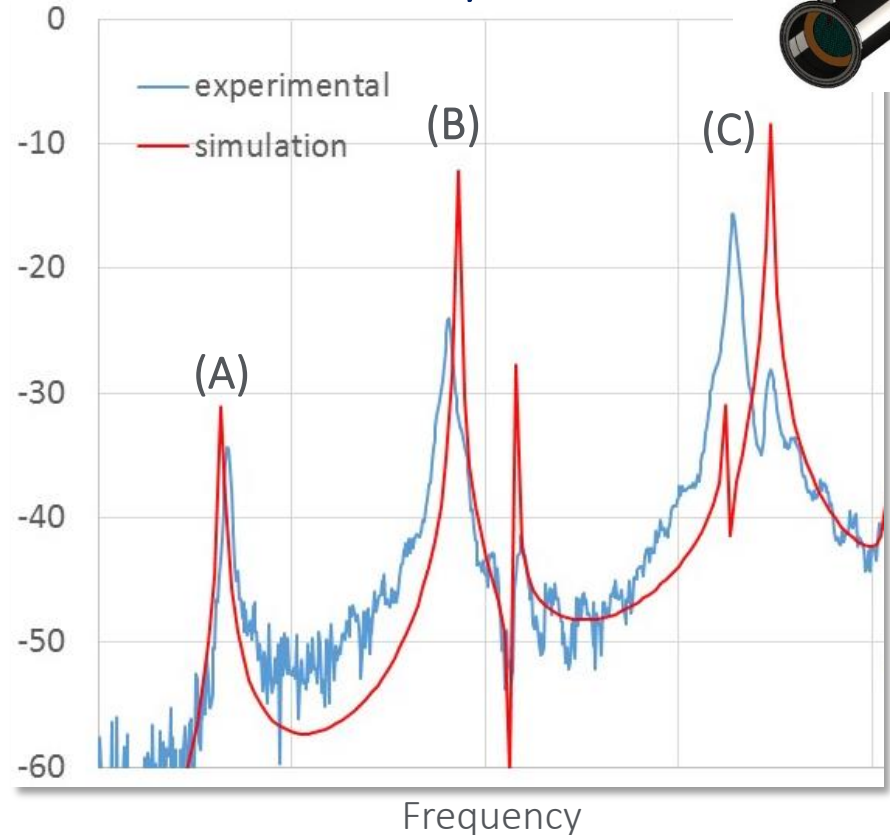 0
experimental
simulation
(A)
(B)
(C)
-10
-20
-30
-40
-50
-60
Frequency